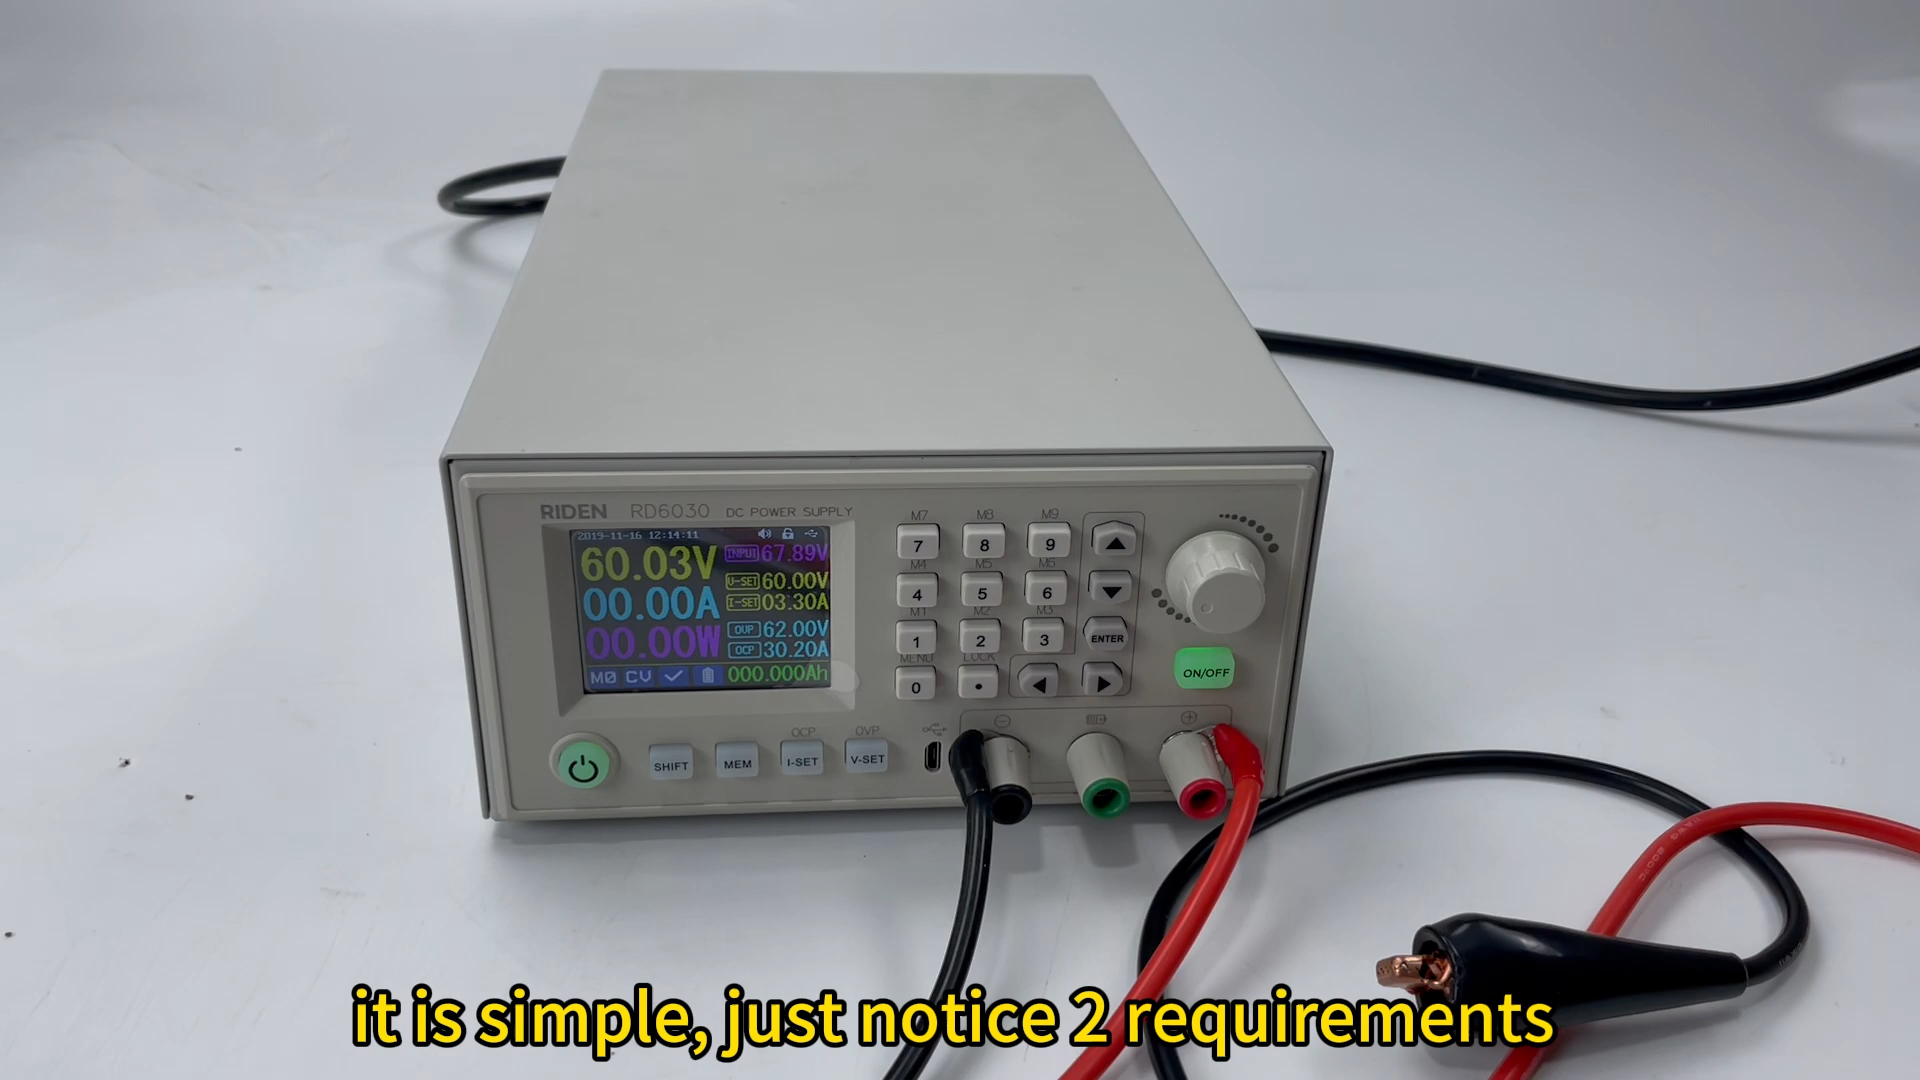 RIDEN RD6030 DC POWER SUPPLY
2019-11-16 12:14:11
60.03V
INPUT 67.89V
V-SET 60.00V
00.00A
I-SET 03.30A
00.00W
OVP 62.00V
OCP 30.20A
M0 CV 000.000Ah
M7 M8 M9
7 8 9
M4 M5 M6
4 5 6
M1 M2 M3
1 2 3 ENTER
MENU LOCK
0 .
ON/OFF
OCP OVP
SHIFT MEM I-SET V-SET
it is simple, just notice 2 requirements